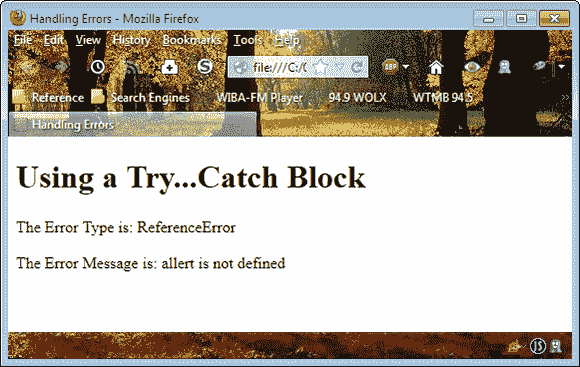 Handling Errors - Mozilla Firefox
File Edit View History Bookmarks Tools Help
file:///C:/
ABP
Reference Search Engines WIBA-FM Player 94.9 WOLX WTMB 94.5
Handling Errors
Using a Try...Catch Block
The Error Type is: ReferenceError
The Error Message is: allert is not defined